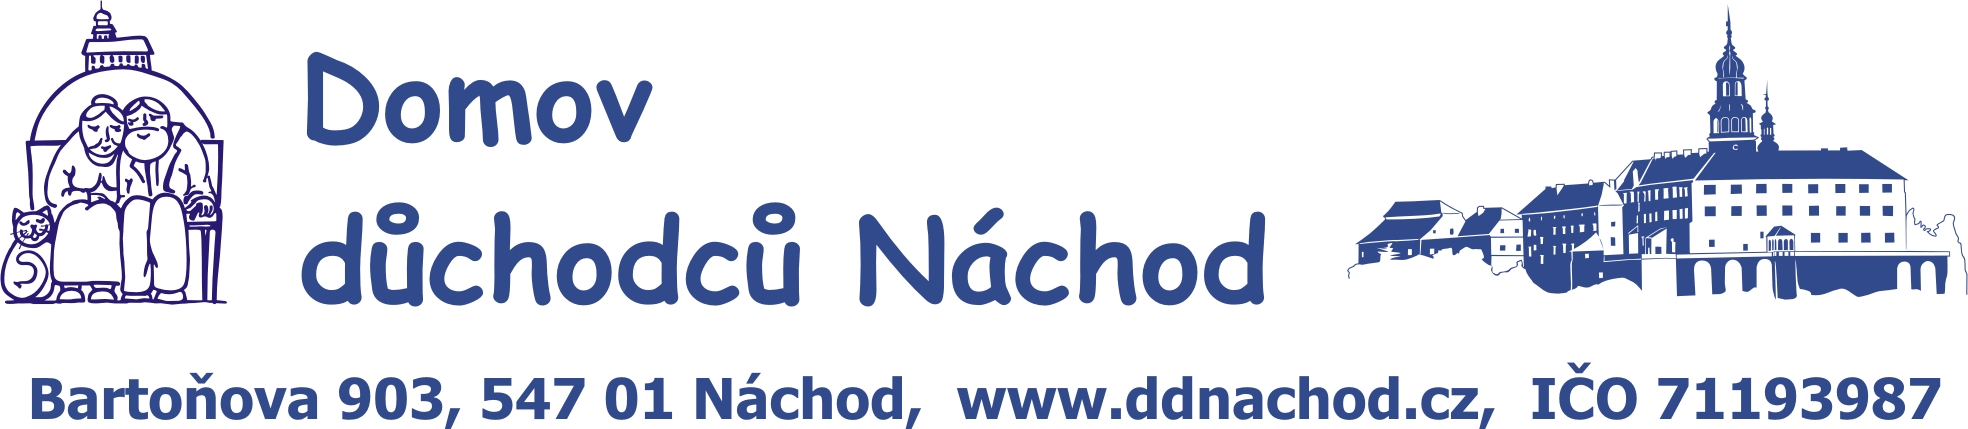 Domov
důchodců Náchod
Bartoňova 903, 547 01 Náchod, www.ddnachod.cz, IČO 71193987